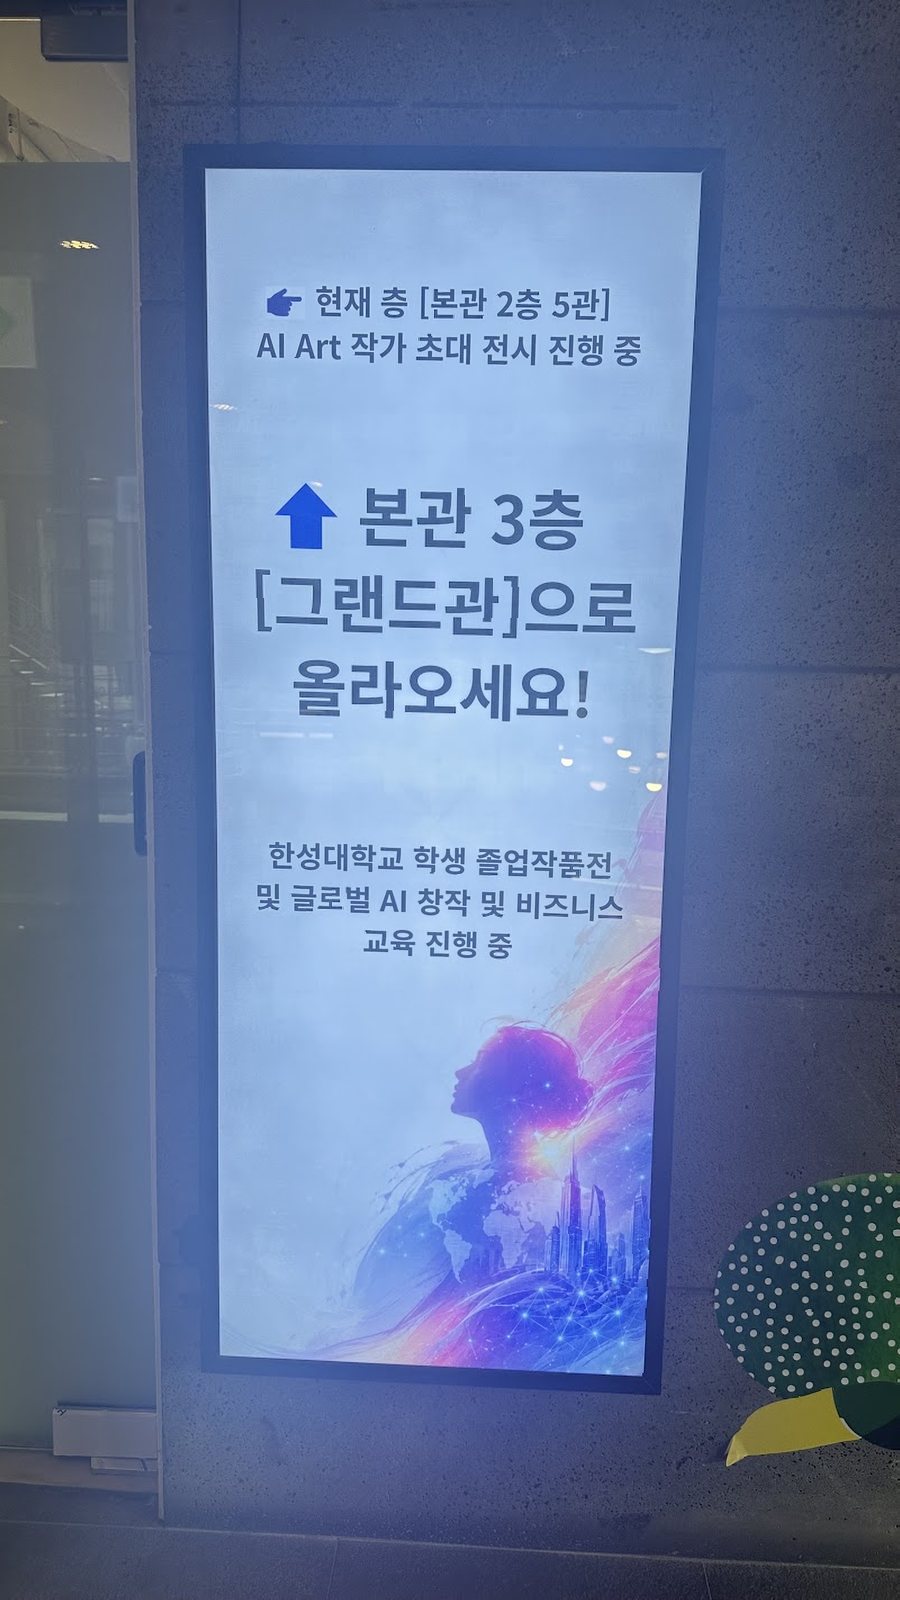 👉 현재 층 [본관 2층 5관]
AI Art 작가 초대 전시 진행 중
⬆ 본관 3층
[그랜드관]으로
올라오세요!
한성대학교 학생 졸업작품전
및 글로벌 AI 창작 및 비즈니스
교육 진행 중